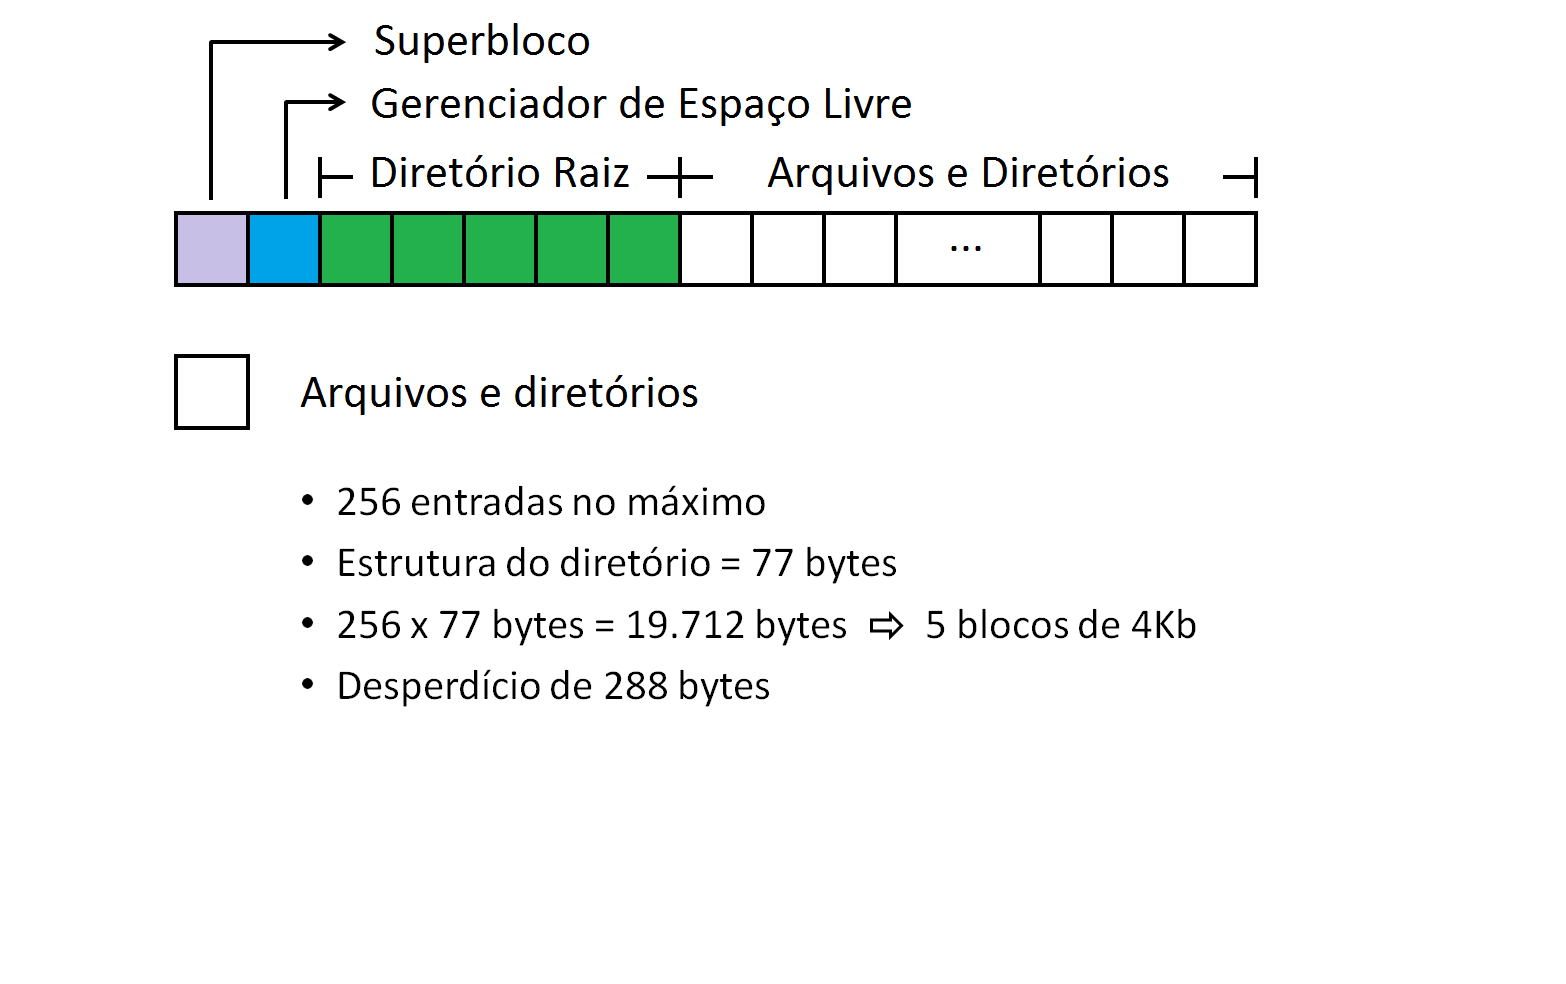 Superbloco
Gerenciador de Espaço Livre
Diretório Raiz
Arquivos e Diretórios
...
Arquivos e diretórios
• 256 entradas no máximo
• Estrutura do diretório = 77 bytes
• 256 x 77 bytes = 19.712 bytes ⇨ 5 blocos de 4Kb
• Desperdício de 288 bytes